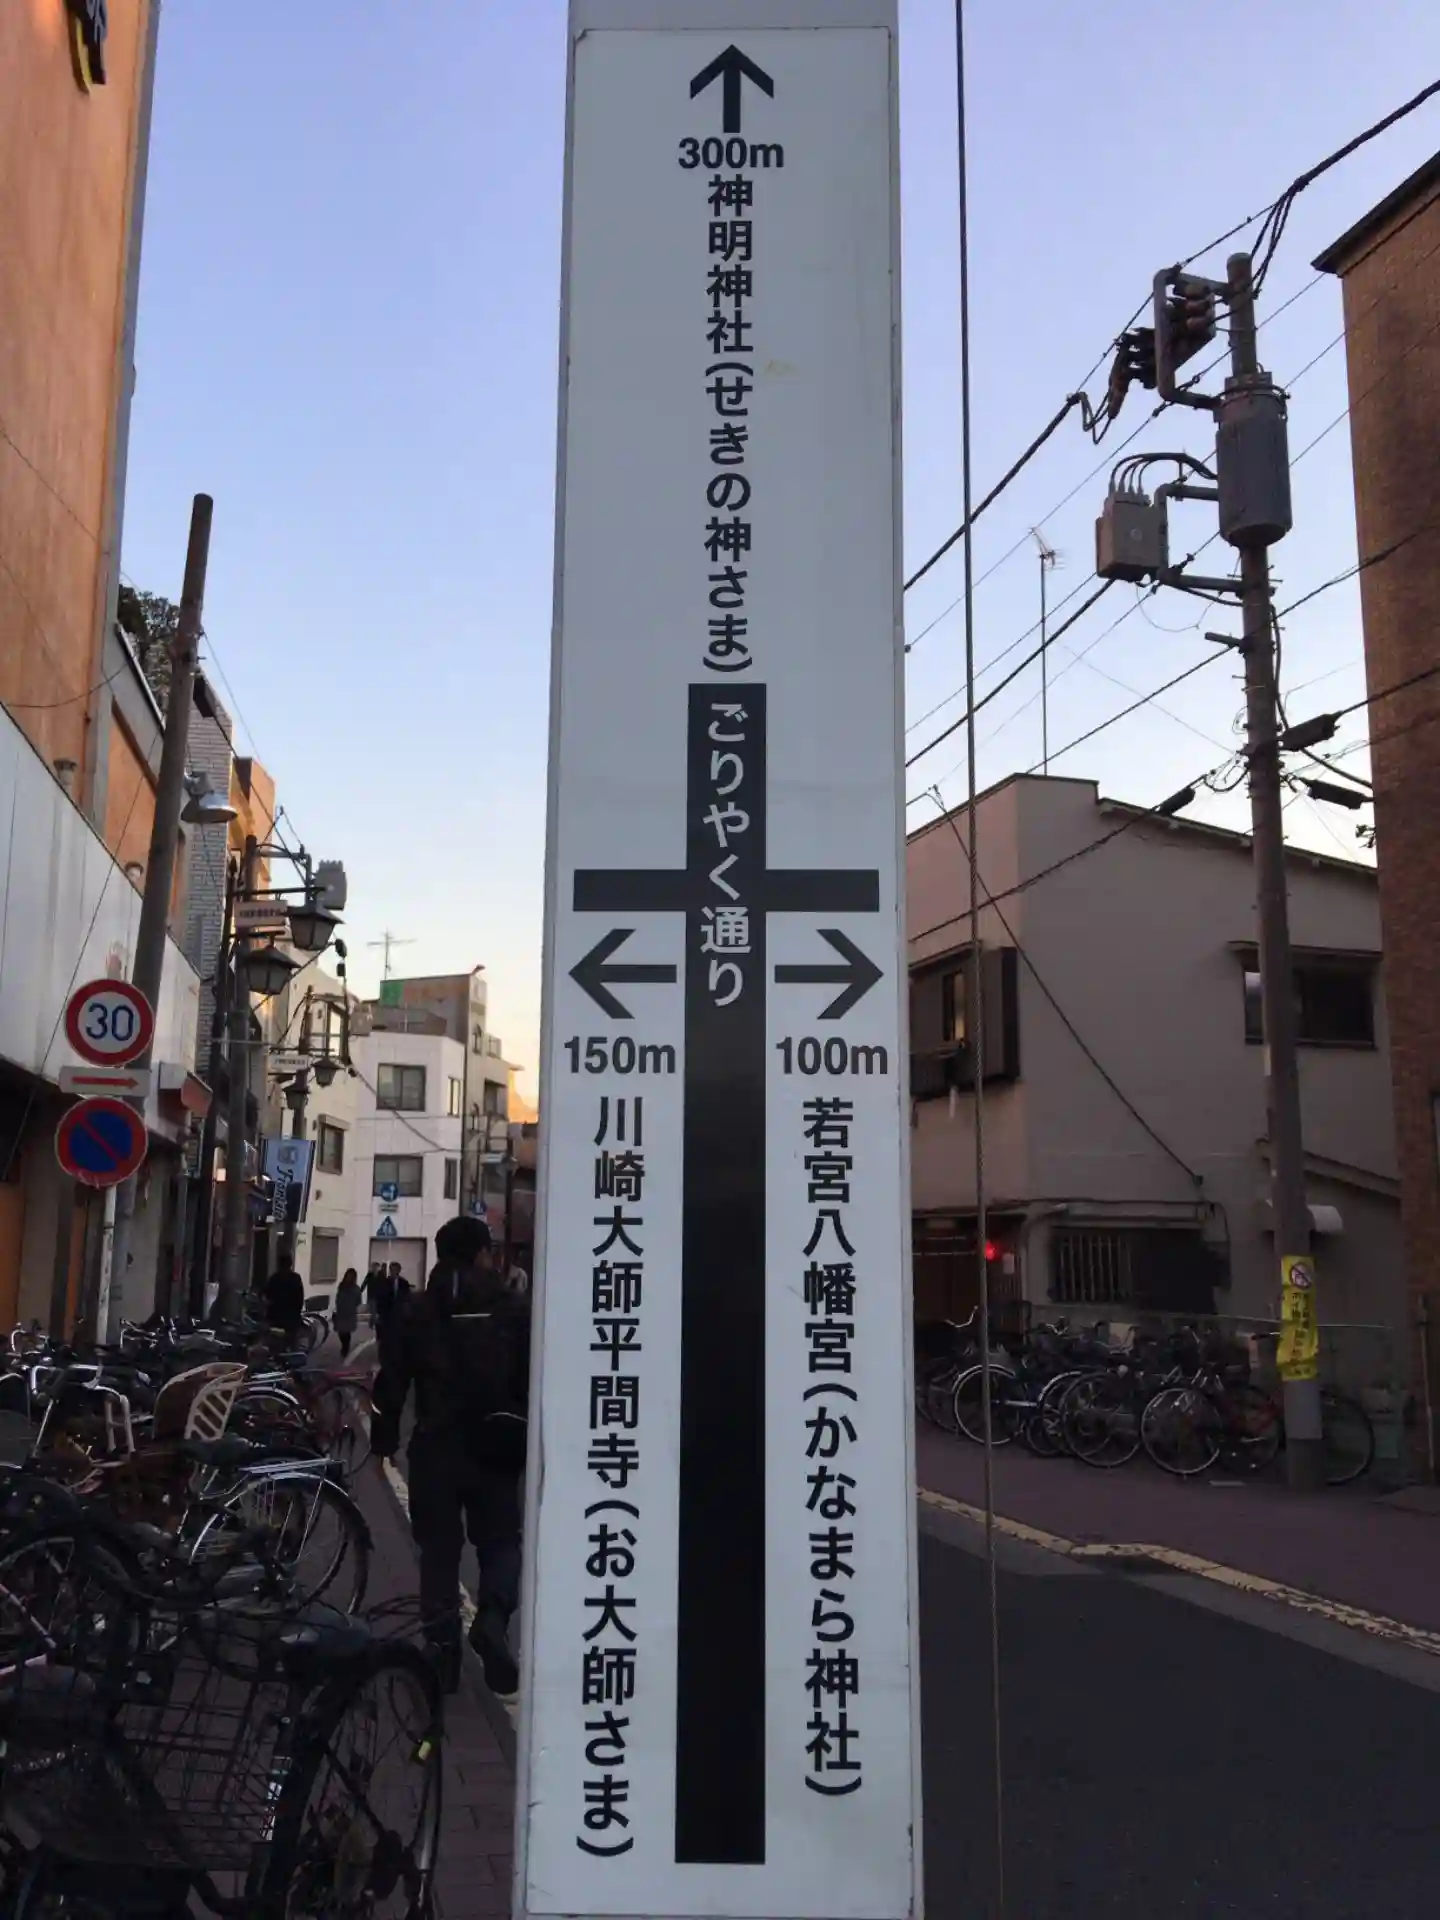 300m
神明神社(せきの神さま)
ごりやく通り
150m
川崎大師平間寺(お大師さま)
100m
若宮八幡宮(かなまら神社)
30